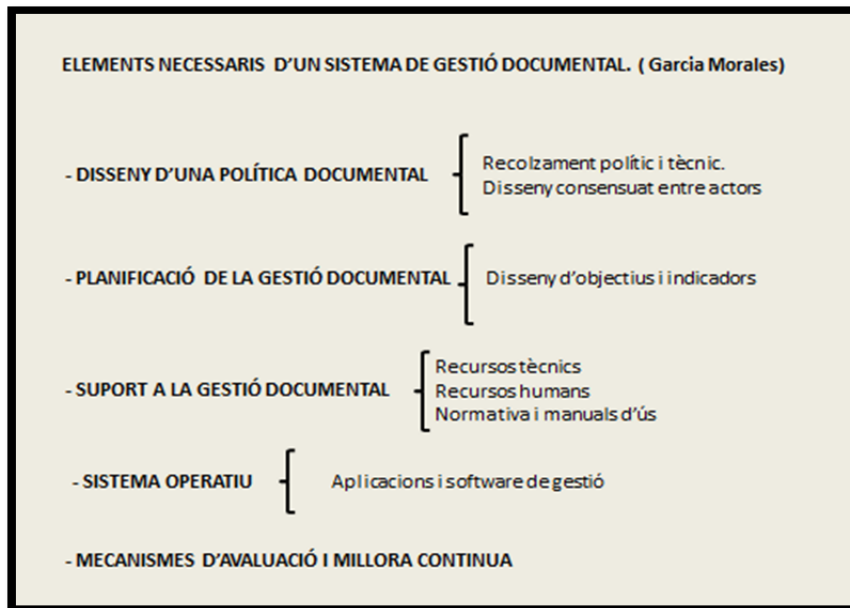 ELEMENTS NECESSARIS D'UN SISTEMA DE GESTIÓ DOCUMENTAL. ( Garcia Morales)
- DISSENY D'UNA POLÍTICA DOCUMENTAL
Recolzament polític i tècnic.
Disseny consensuat entre actors
- PLANIFICACIÓ DE LA GESTIÓ DOCUMENTAL
Disseny d'objectius i indicadors
- SUPORT A LA GESTIÓ DOCUMENTAL
Recursos tècnics
Recursos humans
Normativa i manuals d'ús
- SISTEMA OPERATIU
Aplicacions i software de gestió
- MECANISMES D'AVALUACIÓ I MILLORA CONTINUA